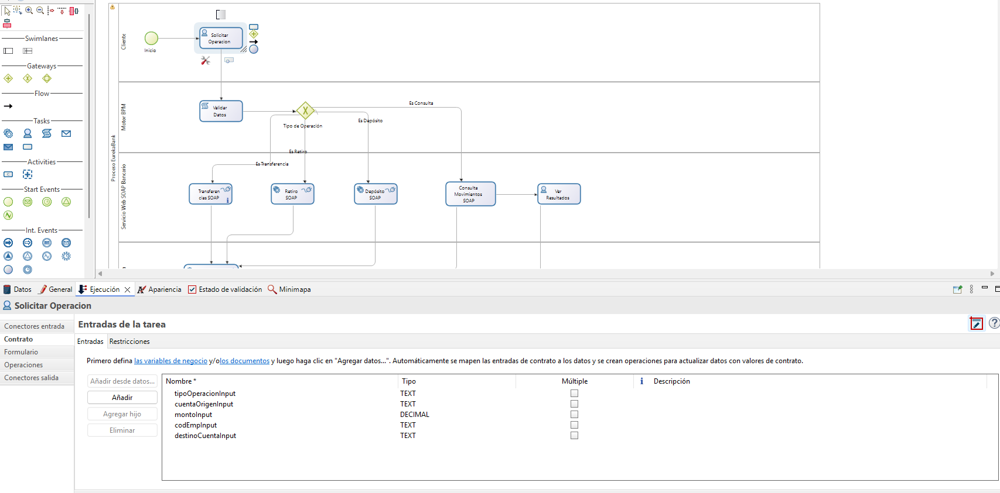 Swimlanes
Gateways
Flow
Tasks
Activities
Start Events
Int. Events
Proceso EurekaBank
Cliente
Inicio
Solicitar
Operacion
Motor BPM
Validar
Datos
Tipo de Operación
Es Consulta
Es Depósito
Es Retiro
Es Transferencia
Servicio Web SOAP Bancario
Transferen
cias SOAP
Retiro
SOAP
Depósito
SOAP
Consulta
Movimientos
SOAP
Ver
Resultados
Datos General Ejecución Apariencia Estado de validación Minimapa
Solicitar Operacion
Conectores entrada
Contrato
Formulario
Operaciones
Conectores salida
Entradas de la tarea
Entradas Restricciones
Primero defina las variables de negocio y/olos documentos y luego haga clic en "Agregar datos...". Automáticamente se mapen las entradas de contrato a los datos y se crean operaciones para actualizar datos con valores de contrato.
Añadir desde datos...
Añadir
Agregar hijo
Eliminar
Nombre * Tipo Múltiple Descripción
tipoOperacionInput TEXT
cuentaOrigenInput TEXT
montoInput DECIMAL
codEmpInput TEXT
destinoCuentaInput TEXT